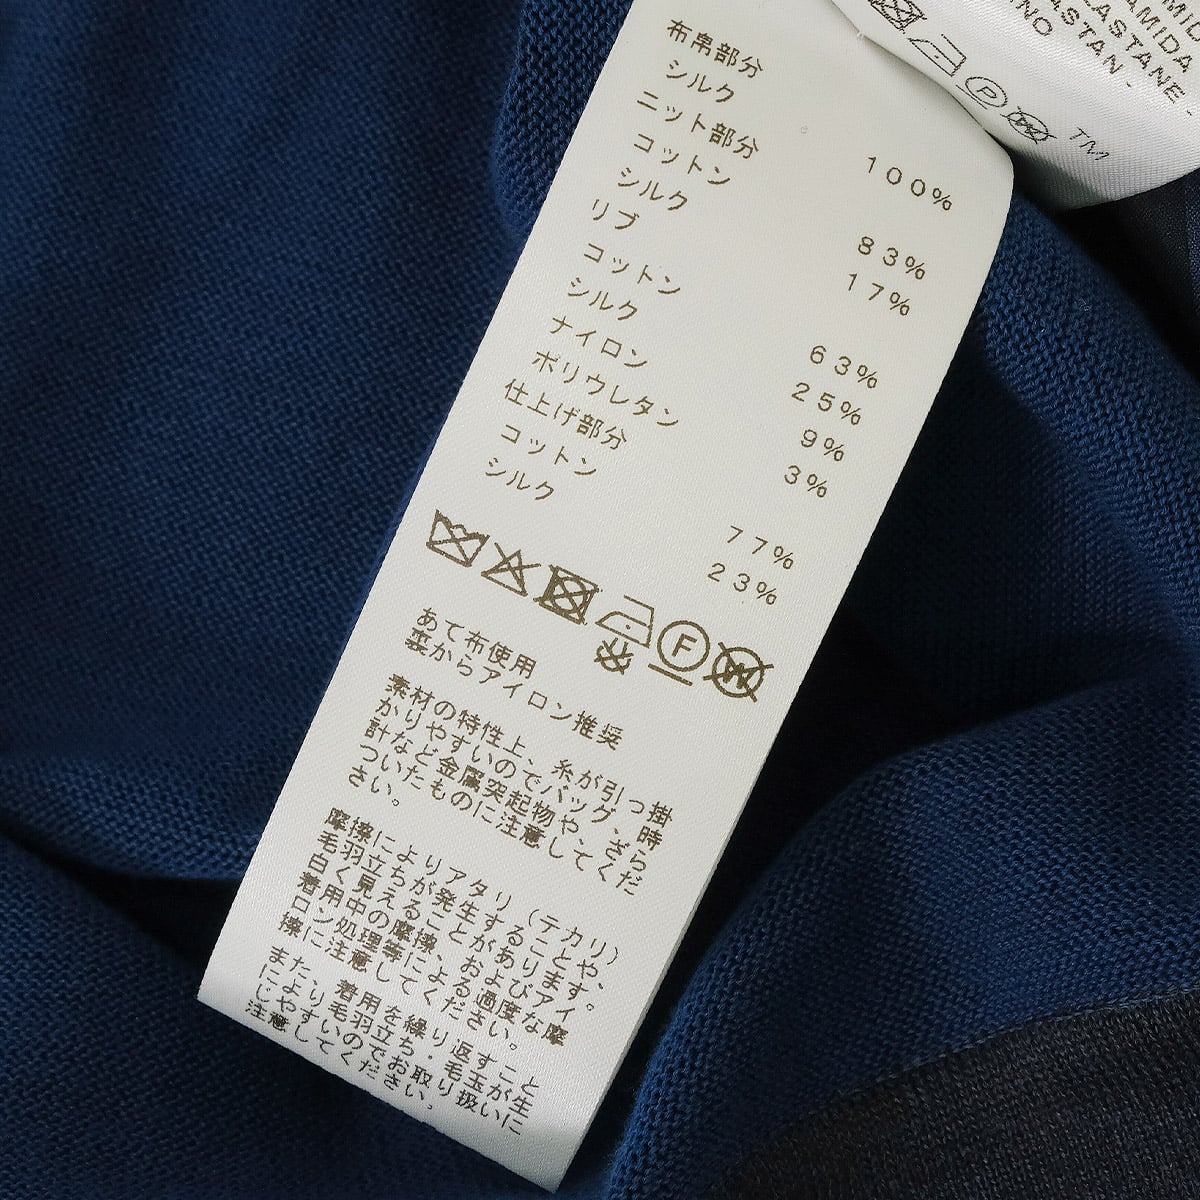 布帛部分
シルク 100%
ニット部分
コットン 83%
シルク 17%
リブ
コットン 63%
シルク 25%
ナイロン 9%
ポリウレタン 3%
仕上げ部分
コットン 77%
シルク 23%
F
W
あて布使用
裏からアイロン推奨
素材の特性上、糸が引っ掛
かりやすいのでバッグ、時
計など金属突起物や、ざら
ついたものに注意してくだ
さい。
摩擦によりアタリ(テカリ)
毛羽立ちが発生することや、
白く見えることがあります。
着用中の摩擦、およびアイ
ロン処理等による過度な摩
擦に注意してください。
また、着用を繰り返すこと
により毛羽立ち・毛玉が生
じやすいのでお取り扱いに
注意してください。
AMIDA
LASTANE -
ASTAN -
NO
P
W
TM